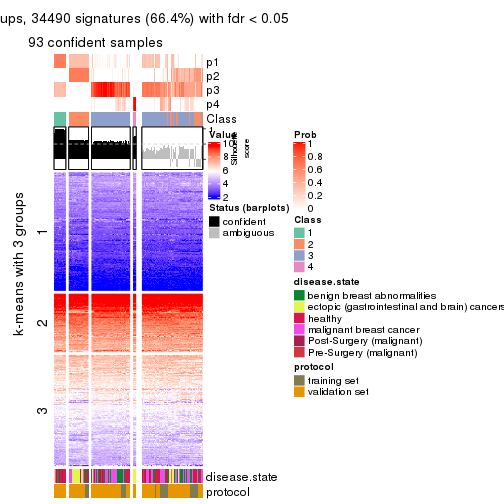 ups, 34490 signatures (66.4%) with fdr < 0.05
93 confident samples
p1
p2
p3
p4
Class
1
Silhouette
score
k-means with 3 groups
1
2
3
disease.state
protocol
Value
10
8
6
4
2
Status (barplots)
confident
ambiguous
Prob
1
0.8
0.6
0.4
0.2
0
Class
1
2
3
4
disease.state
benign breast abnormalities
ectopic (gastrointestinal and brain) cancers
healthy
malignant breast cancer
Post-Surgery (malignant)
Pre-Surgery (malignant)
protocol
training set
validation set